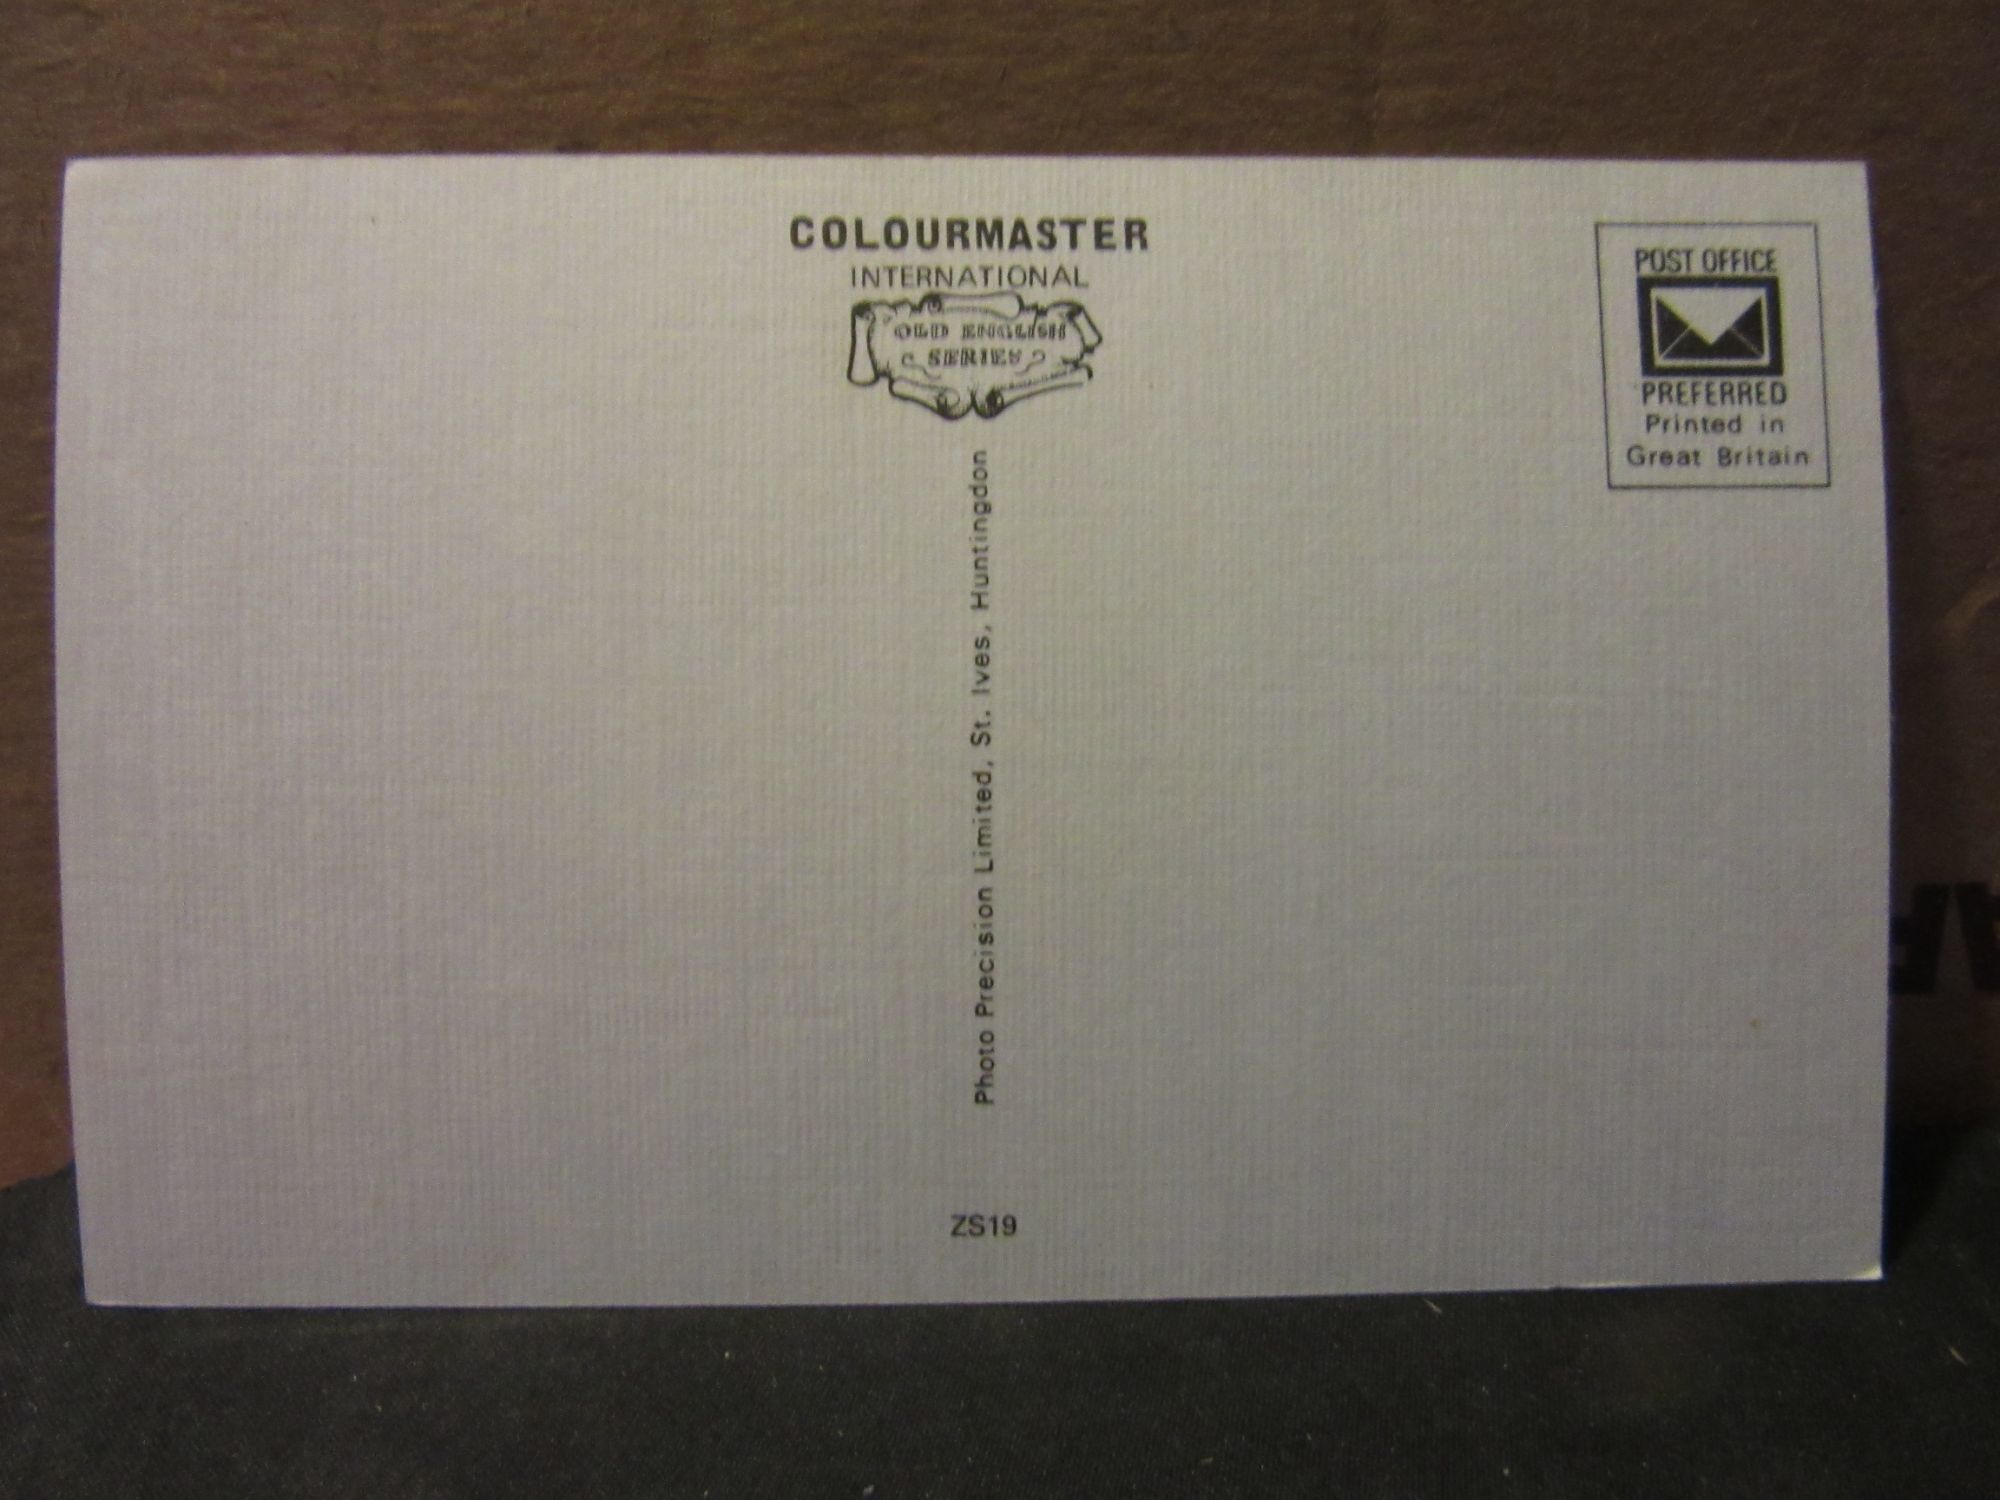 COLOURMASTER
INTERNATIONAL
OLD ENGLISH
SERIES
Photo Precision Limited, St. Ives, Huntingdon
ZS19
POST OFFICE
PREFERRED
Printed in
Great Britain